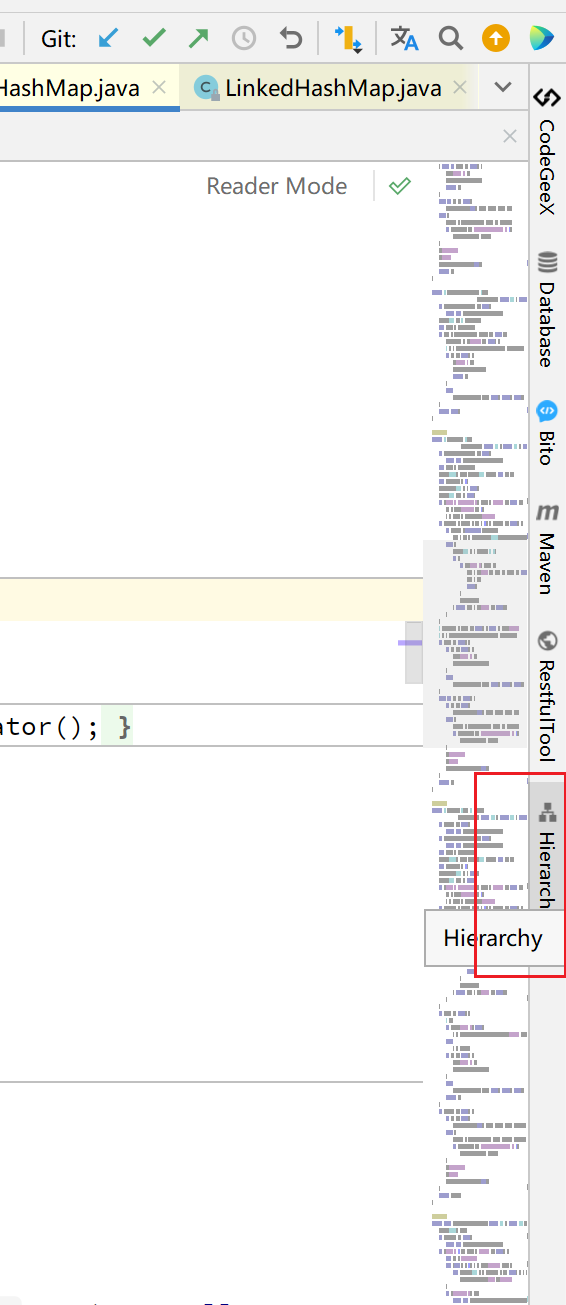 Git:
HashMap.java
LinkedHashMap.java
Reader Mode
CodeGeeX
Database
Bito
Maven
RestfulTool
ator(); }
Hierarch
Hierarchy